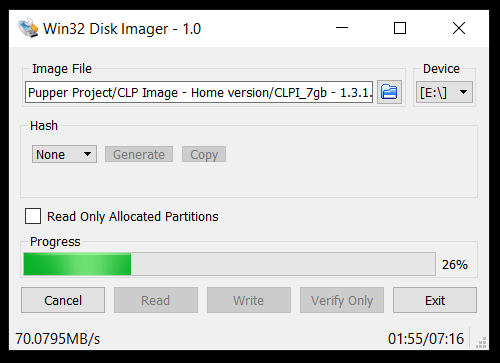 Win32 Disk Imager - 1.0
Image File
Device
Pupper Project/CLP Image - Home version/CLPI_7gb - 1.3.1.
[E:\]
Hash
None
Generate
Copy
Read Only Allocated Partitions
Progress
26%
Cancel
Read
Write
Verify Only
Exit
70.0795MB/s
01:55/07:16